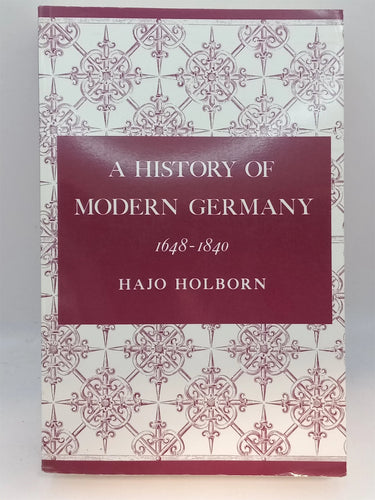 A HISTORY OF
MODERN GERMANY
1648-1840
HAJO HOLBORN